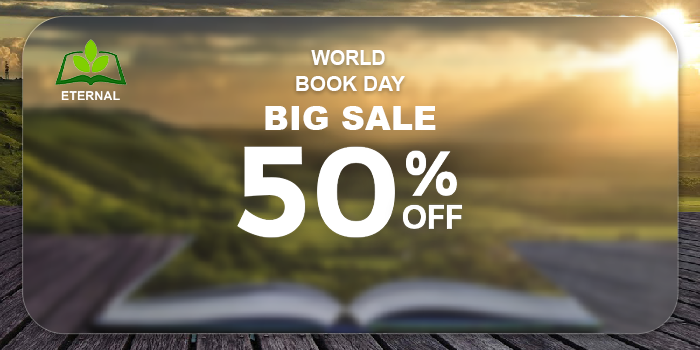 ETERNAL
WORLD
BOOK DAY
BIG SALE
50%
OFF